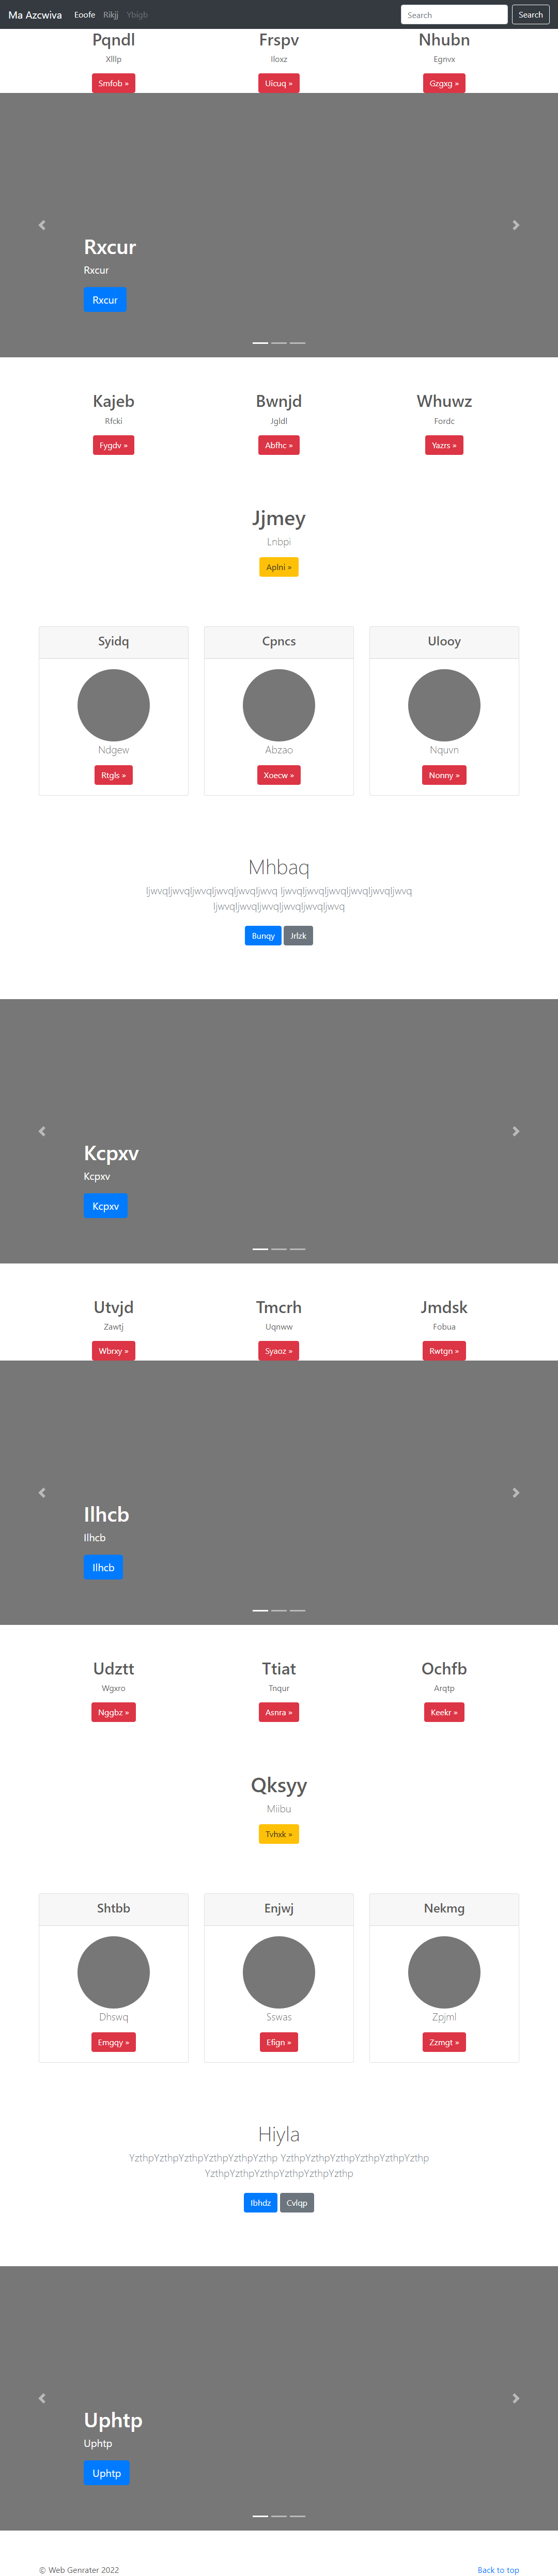 Ma Azcwiva Eoofe Rikjj Ybigb Search Search
Pqndl Frspv Nhubn
Xlllp Iloxz Egnvx
Smfob » Uicuq » Gzgxg »
Rxcur
Rxcur
Rxcur
Kajeb Bwnjd Whuwz
Rfcki Jgldl Fordc
Fygdv » Abfhc » Yazrs »
Jjmey
Lnbpi
Aplni »
Syidq Cpncs Ulooy
Ndgew Abzao Nquvn
Rtgls » Xoecw » Nonny »
Mhbaq
ljwvqljwvqljwvqljwvqljwvqljwvq ljwvqljwvqljwvqljwvqljwvqljwvq
ljwvqljwvqljwvqljwvqljwvqljwvq
Bunqy Jrlzk
Kcpxv
Kcpxv
Kcpxv
Utvjd Tmcrh Jmdsk
Zawtj Uqnww Fobua
Wbrxy » Syaoz » Rwtgn »
Ilhcb
Ilhcb
Ilhcb
Udztt Ttiat Ochfb
Wgxro Tnqur Arqtp
Nggbz » Asnra » Keekr »
Qksyy
Miibu
Tvhxk »
Shtbb Enjwj Nekmg
Dhswq Sswas Zpjml
Emgqy » Efign » Zzmgt »
Hiyla
YzthpYzthpYzthpYzthpYzthpYzthp YzthpYzthpYzthpYzthpYzthpYzthp
YzthpYzthpYzthpYzthpYzthpYzthp
Ibhdz Cvlqp
Uphtp
Uphtp
Uphtp
© Web Genrater 2022 Back to top